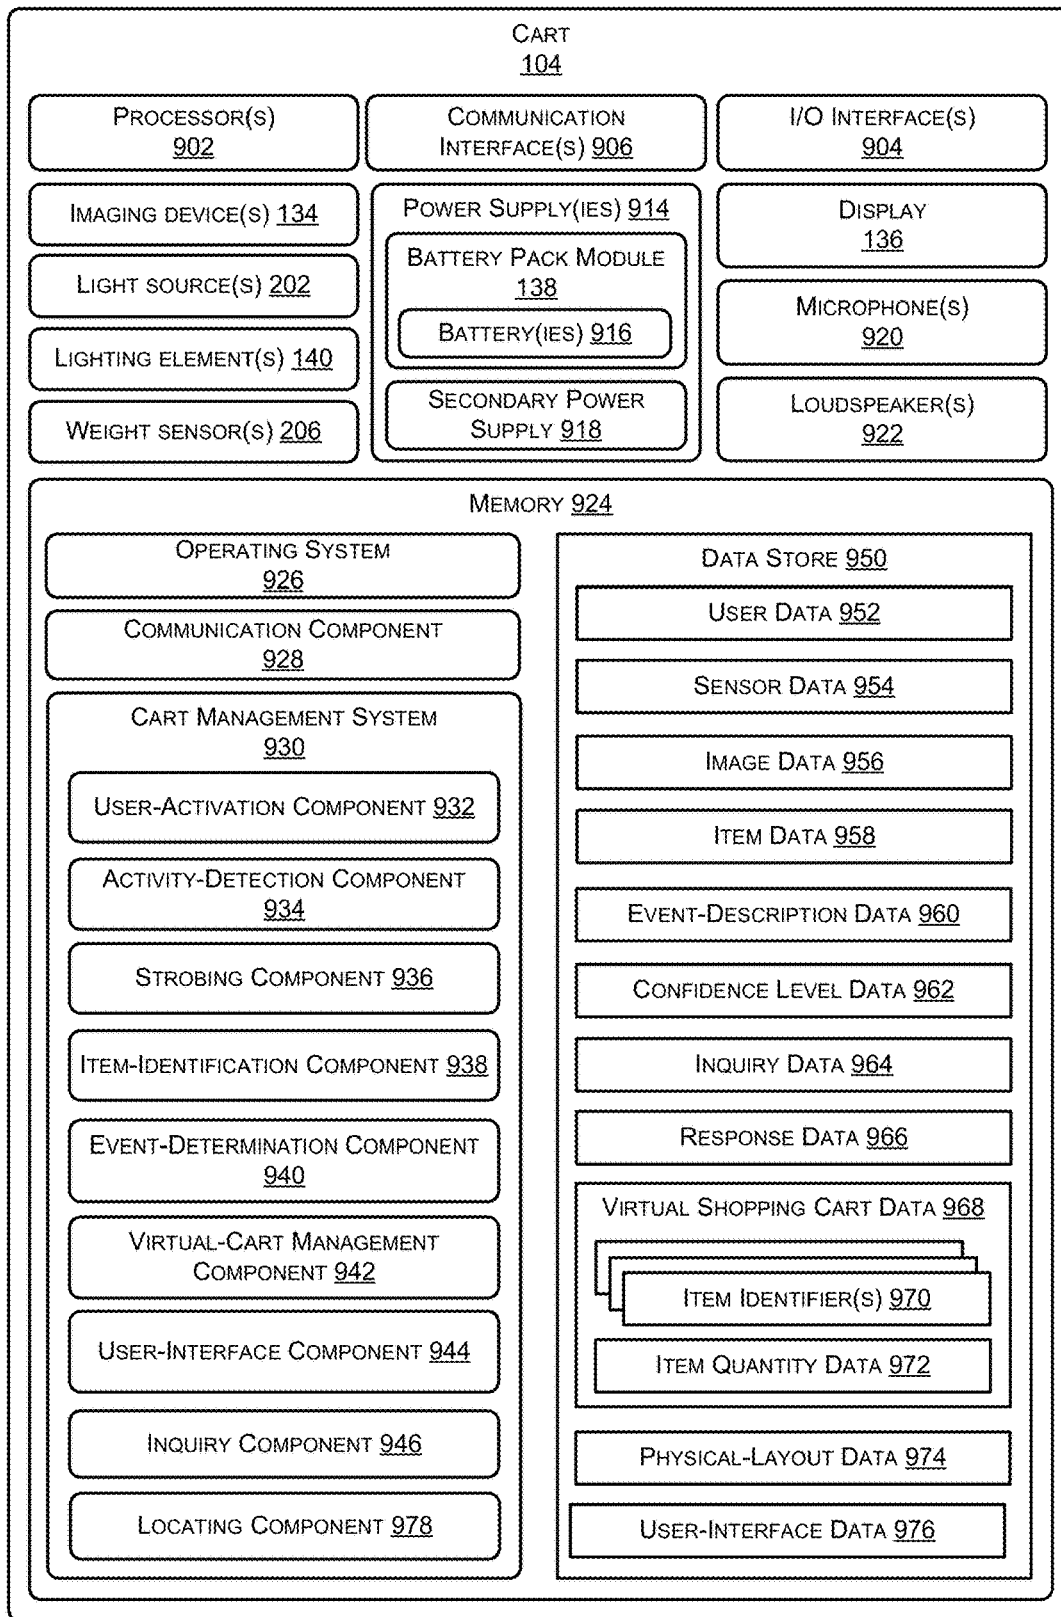 CART
104
PROCESSOR(S)
902
COMMUNICATION
INTERFACE(S) 906
I/O INTERFACE(S)
904
IMAGING DEVICE(S) 134
LIGHT SOURCE(S) 202
LIGHTING ELEMENT(S) 140
WEIGHT SENSOR(S) 206
POWER SUPPLY(IES) 914
BATTERY PACK MODULE
138
BATTERY(IES) 916
SECONDARY POWER
SUPPLY 918
DISPLAY
136
MICROPHONE(S)
920
LOUDSPEAKER(S)
922
MEMORY 924
OPERATING SYSTEM
926
COMMUNICATION COMPONENT
928
CART MANAGEMENT SYSTEM
930
USER-ACTIVATION COMPONENT 932
ACTIVITY-DETECTION COMPONENT
934
STROBING COMPONENT 936
ITEM-IDENTIFICATION COMPONENT 938
EVENT-DETERMINATION COMPONENT
940
VIRTUAL-CART MANAGEMENT
COMPONENT 942
USER-INTERFACE COMPONENT 944
INQUIRY COMPONENT 946
LOCATING COMPONENT 978
DATA STORE 950
USER DATA 952
SENSOR DATA 954
IMAGE DATA 956
ITEM DATA 958
EVENT-DESCRIPTION DATA 960
CONFIDENCE LEVEL DATA 962
INQUIRY DATA 964
RESPONSE DATA 966
VIRTUAL SHOPPING CART DATA 968
ITEM IDENTIFIER(S) 970
ITEM QUANTITY DATA 972
PHYSICAL-LAYOUT DATA 974
USER-INTERFACE DATA 976